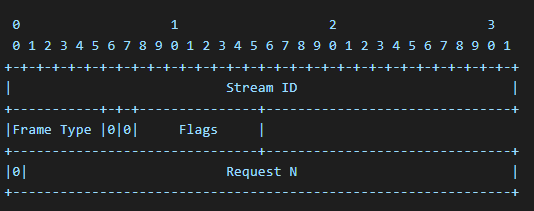 0                   1                   2                   3
 0 1 2 3 4 5 6 7 8 9 0 1 2 3 4 5 6 7 8 9 0 1 2 3 4 5 6 7 8 9 0 1
+-+-+-+-+-+-+-+-+-+-+-+-+-+-+-+-+-+-+-+-+-+-+-+-+-+-+-+-+-+-+-+-+
|                           Stream ID                           |
+-----------+-+-+---------------+-------------------------------+
|Frame Type |0|0|     Flags     |
+-------------------------------+-------------------------------+
|0|                         Request N                           |
+---------------------------------------------------------------+